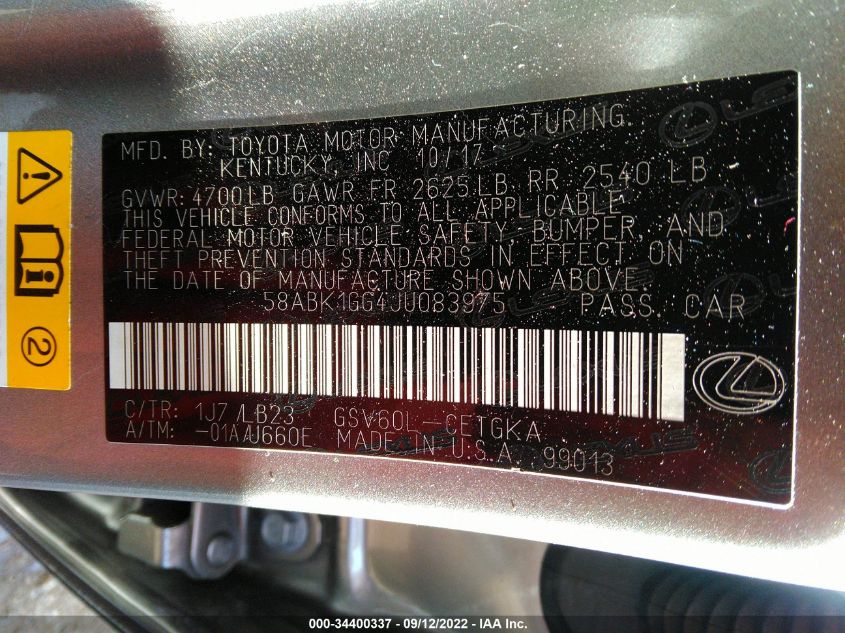 MFD. BY: TOYOTA MOTOR MANUFACTURING.
KENTUCKY, INC 10/17
GVWR: 4700LB GAWR FR 2625LB RR 2540 LB
THIS VEHICLE CONFORMS TO ALL APPLICABLE
FEDERAL MOTOR VEHICLE SAFETY, BUMPER, AND
THEFT PREVENTION STANDARDS IN EFFECT ON
THE DATE OF MANUFACTURE SHOWN ABOVE.
58ABK1GG4JU083975 PASS. CAR
C/TR: 1J7 /LB23 GSV60L-CETGKA
A/TM: -01A/U660E MADE IN U.S.A. 99013
2
000-34400337 - 09/12/2022 - IAA Inc.